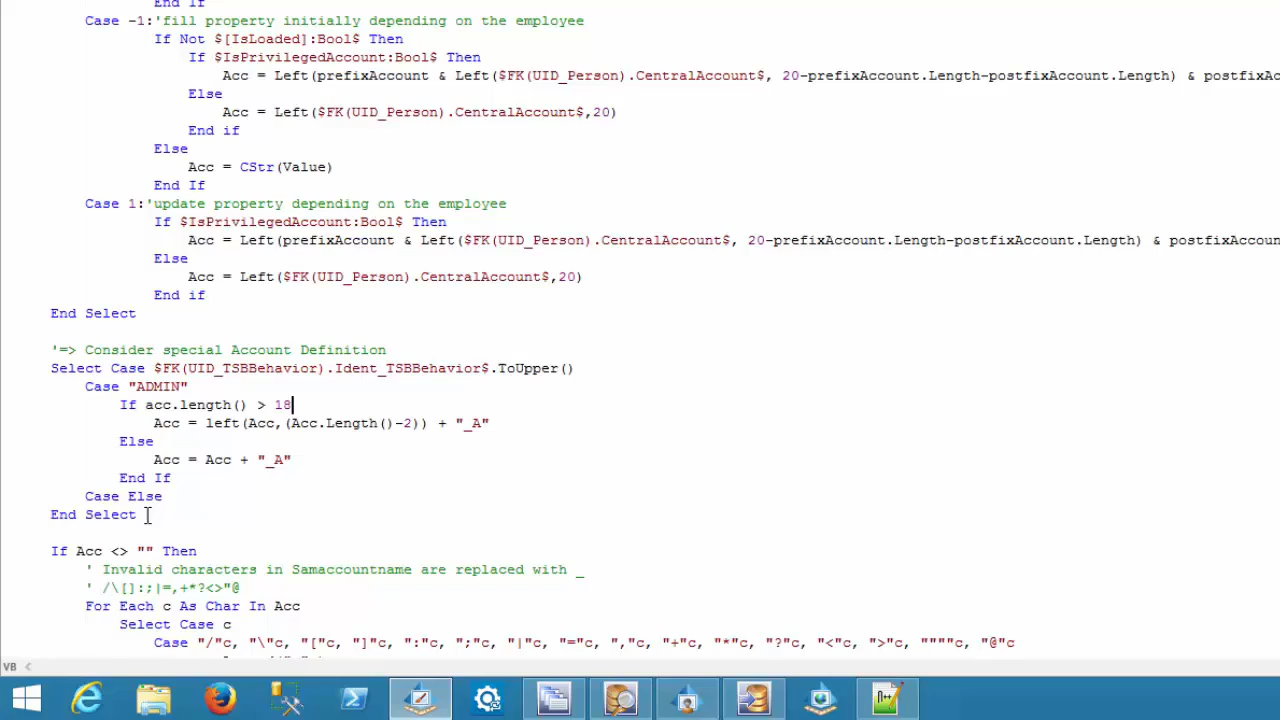 End If
Case -1:'fill property initially depending on the employee
If Not $[IsLoaded]:Bool$ Then
If $IsPrivilegedAccount:Bool$ Then
Acc = Left(prefixAccount & Left($FK(UID_Person).CentralAccount$, 20-prefixAccount.Length-postfixAccount.Length) & postfixAc
Else
Acc = Left($FK(UID_Person).CentralAccount$,20)
End if
Else
Acc = CStr(Value)
End If
Case 1:'update property depending on the employee
If $IsPrivilegedAccount:Bool$ Then
Acc = Left(prefixAccount & Left($FK(UID_Person).CentralAccount$, 20-prefixAccount.Length-postfixAccount.Length) & postfixAccoun
Else
Acc = Left($FK(UID_Person).CentralAccount$,20)
End if
End Select
'=> Consider special Account Definition
Select Case $FK(UID_TSBBehavior).Ident_TSBBehavior$.ToUpper()
Case "ADMIN"
If acc.length() > 18
Acc = left(Acc,(Acc.Length()-2)) + "_A"
Else
Acc = Acc + "_A"
End If
Case Else
End Select
If Acc <> "" Then
' Invalid characters in Samaccountname are replaced with _
' /\[]:;|=,+*?<>"@
For Each c As Char In Acc
Select Case c
Case "/"c, "\"c, "["c, "]"c, ":"c, ";"c, "|"c, "="c, ","c, "+"c, "*"c, "?"c, "<"c, ">"c, """"c, "@"c
VB